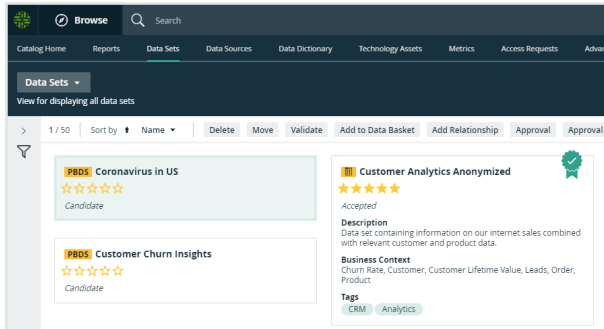 Browse Search
Catalog Home Reports Data Sets Data Sources Data Dictionary Technology Assets Metrics Access Requests Advan
Data Sets
View for displaying all data sets
1 / 50 Sort by Name Delete Move Validate Add to Data Basket Add Relationship Approval Approval
PBDS Coronavirus in US
Candidate
PBDS Customer Churn Insights
Candidate
Customer Analytics Anonymized
Accepted
Description
Data set containing information on our internet sales combined
with relevant customer and product data.
Business Context
Churn Rate, Customer, Customer Lifetime Value, Leads, Order,
Product
Tags
CRM Analytics